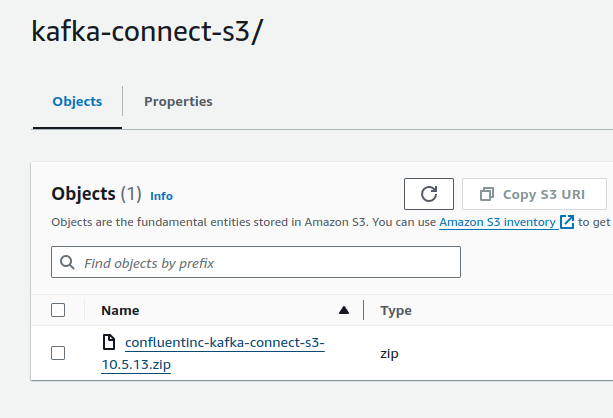 kafka-connect-s3/
Objects
Properties
Objects (1) Info
Copy S3 URI
Objects are the fundamental entities stored in Amazon S3. You can use Amazon S3 inventory to get
Find objects by prefix
Name
Type
confluentinc-kafka-connect-s3-
10.5.13.zip
zip